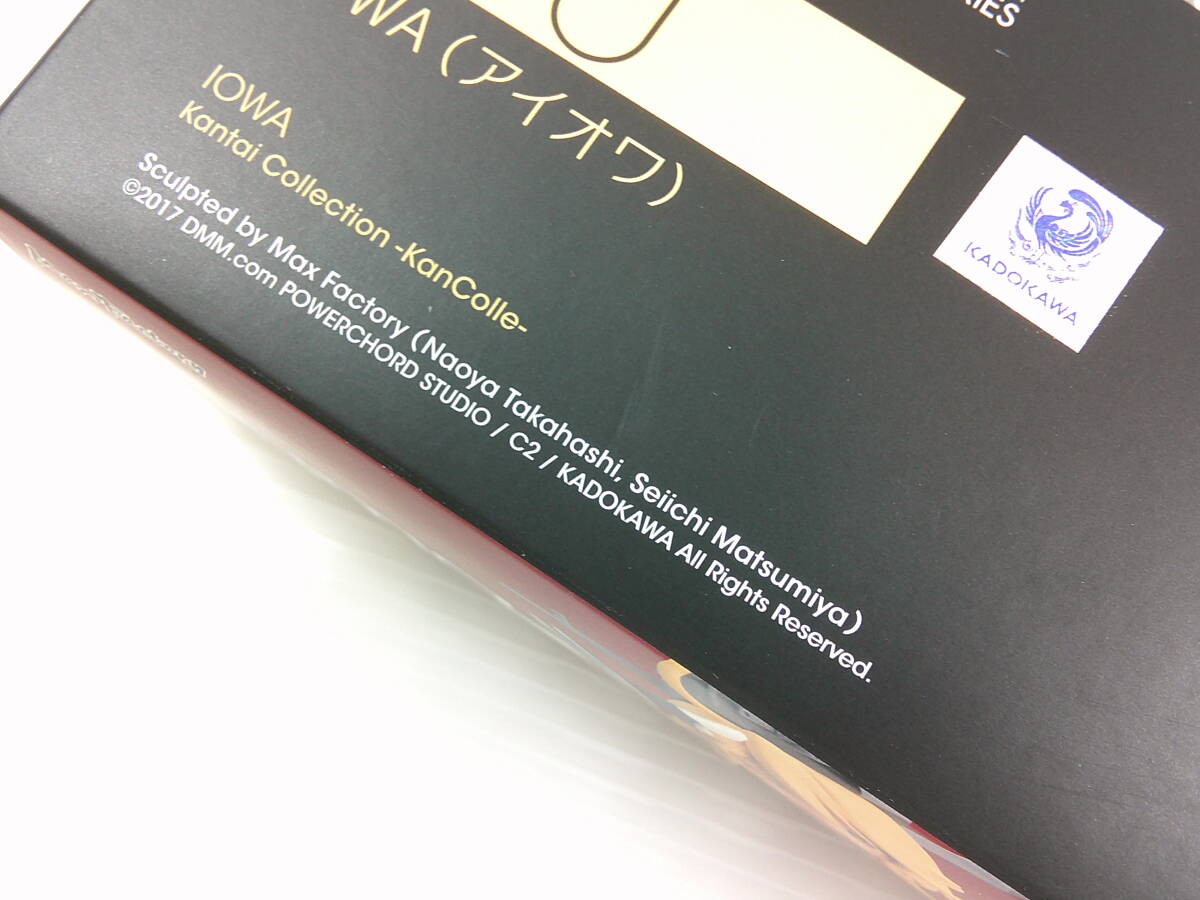 WA（アイオワ）
IOWA
Kantai Collection -KanColle-
Sculpted by Max Factory (Naoya Takahashi, Seiichi Matsumiya)
©2017 DMM.com POWERCHORD STUDIO / C2 / KADOKAWA All Rights Reserved.
KADOKAWA